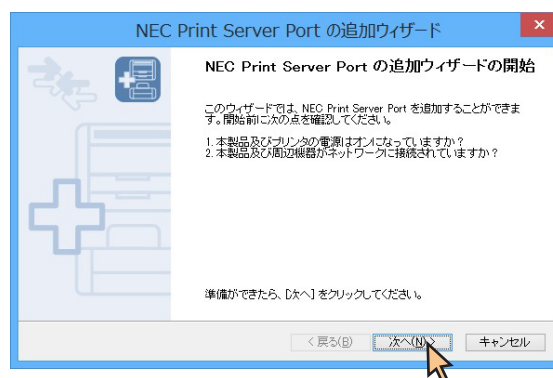 NEC Print Server Port の追加ウィザード
NEC Print Server Port の追加ウィザードの開始
このウィザードでは、NEC Print Server Port を追加することができま
す。開始前に次の点を確認してください。
1. 本製品及びプリンタの電源はオンになっていますか？
2. 本製品及び周辺機器がネットワークに接続されていますか？
準備ができたら、[次へ] をクリックしてください。
< 戻る(B) 次へ(N) > キャンセル